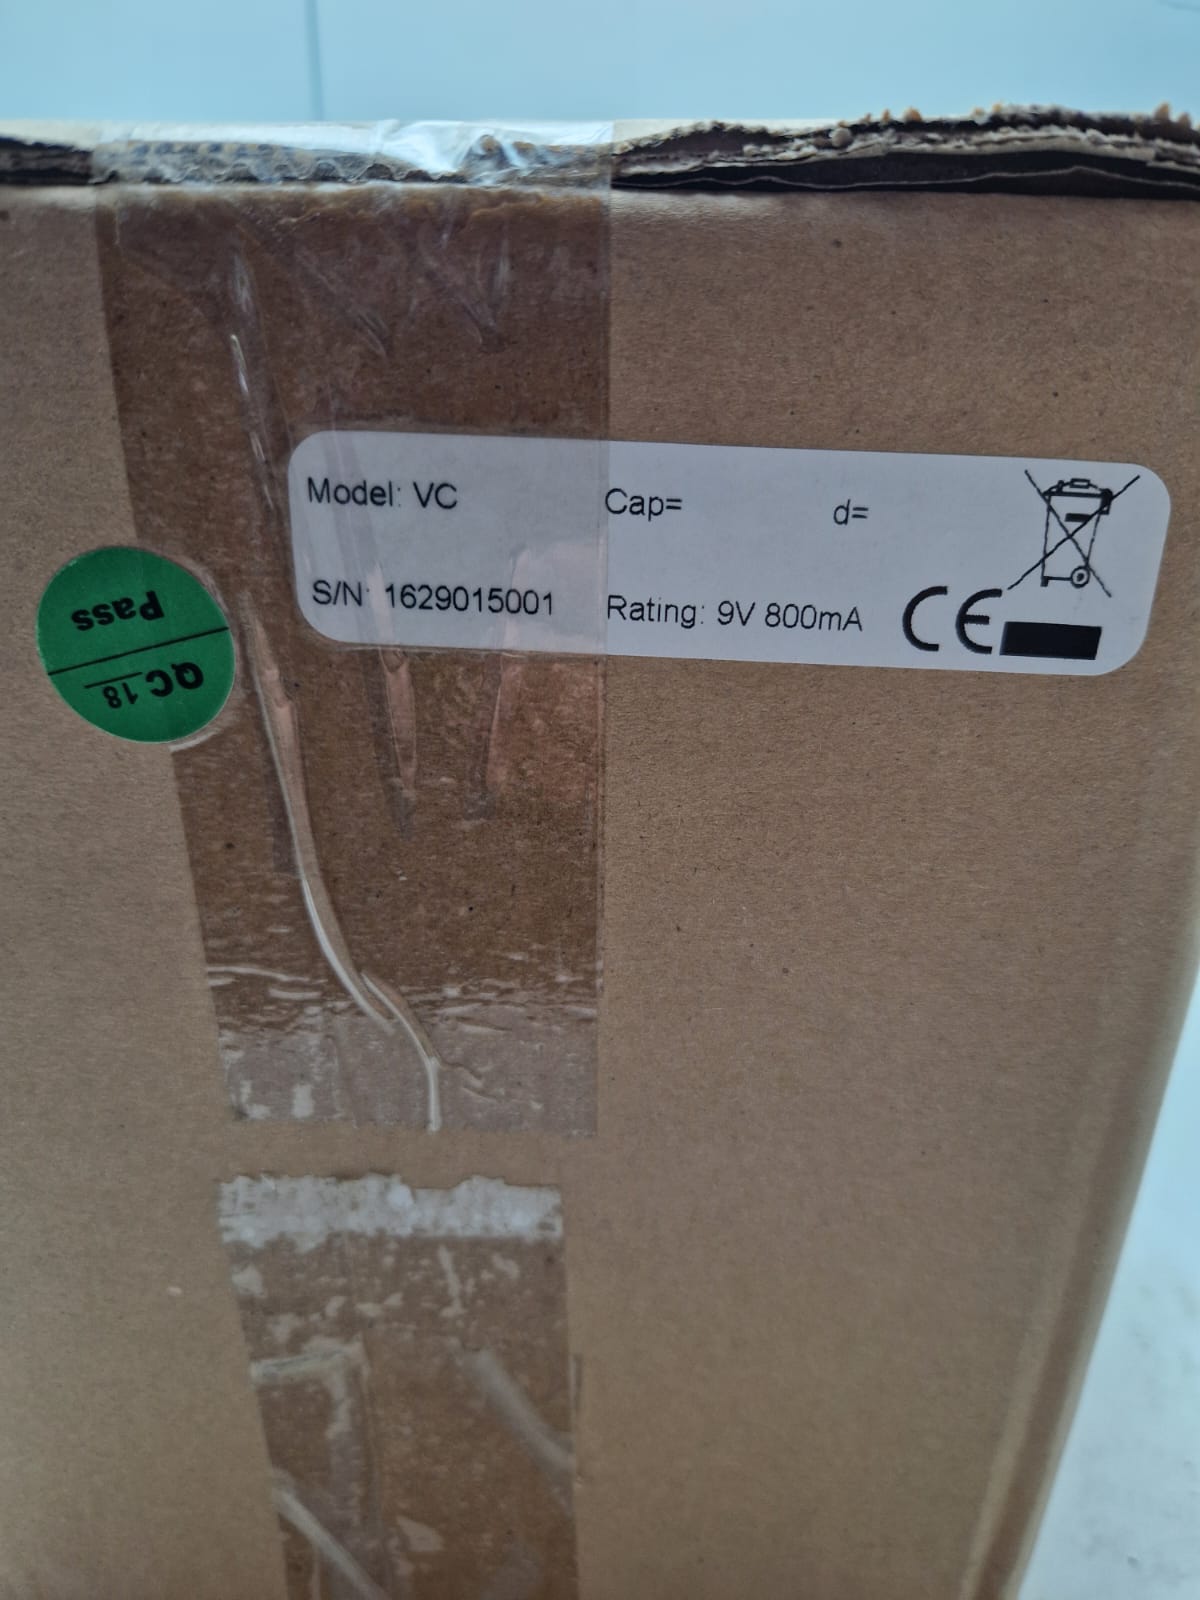 Model: VC
Cap=
d=
S/N: 1629015001
Rating: 9V 800mA
CE
Pass
QC 18